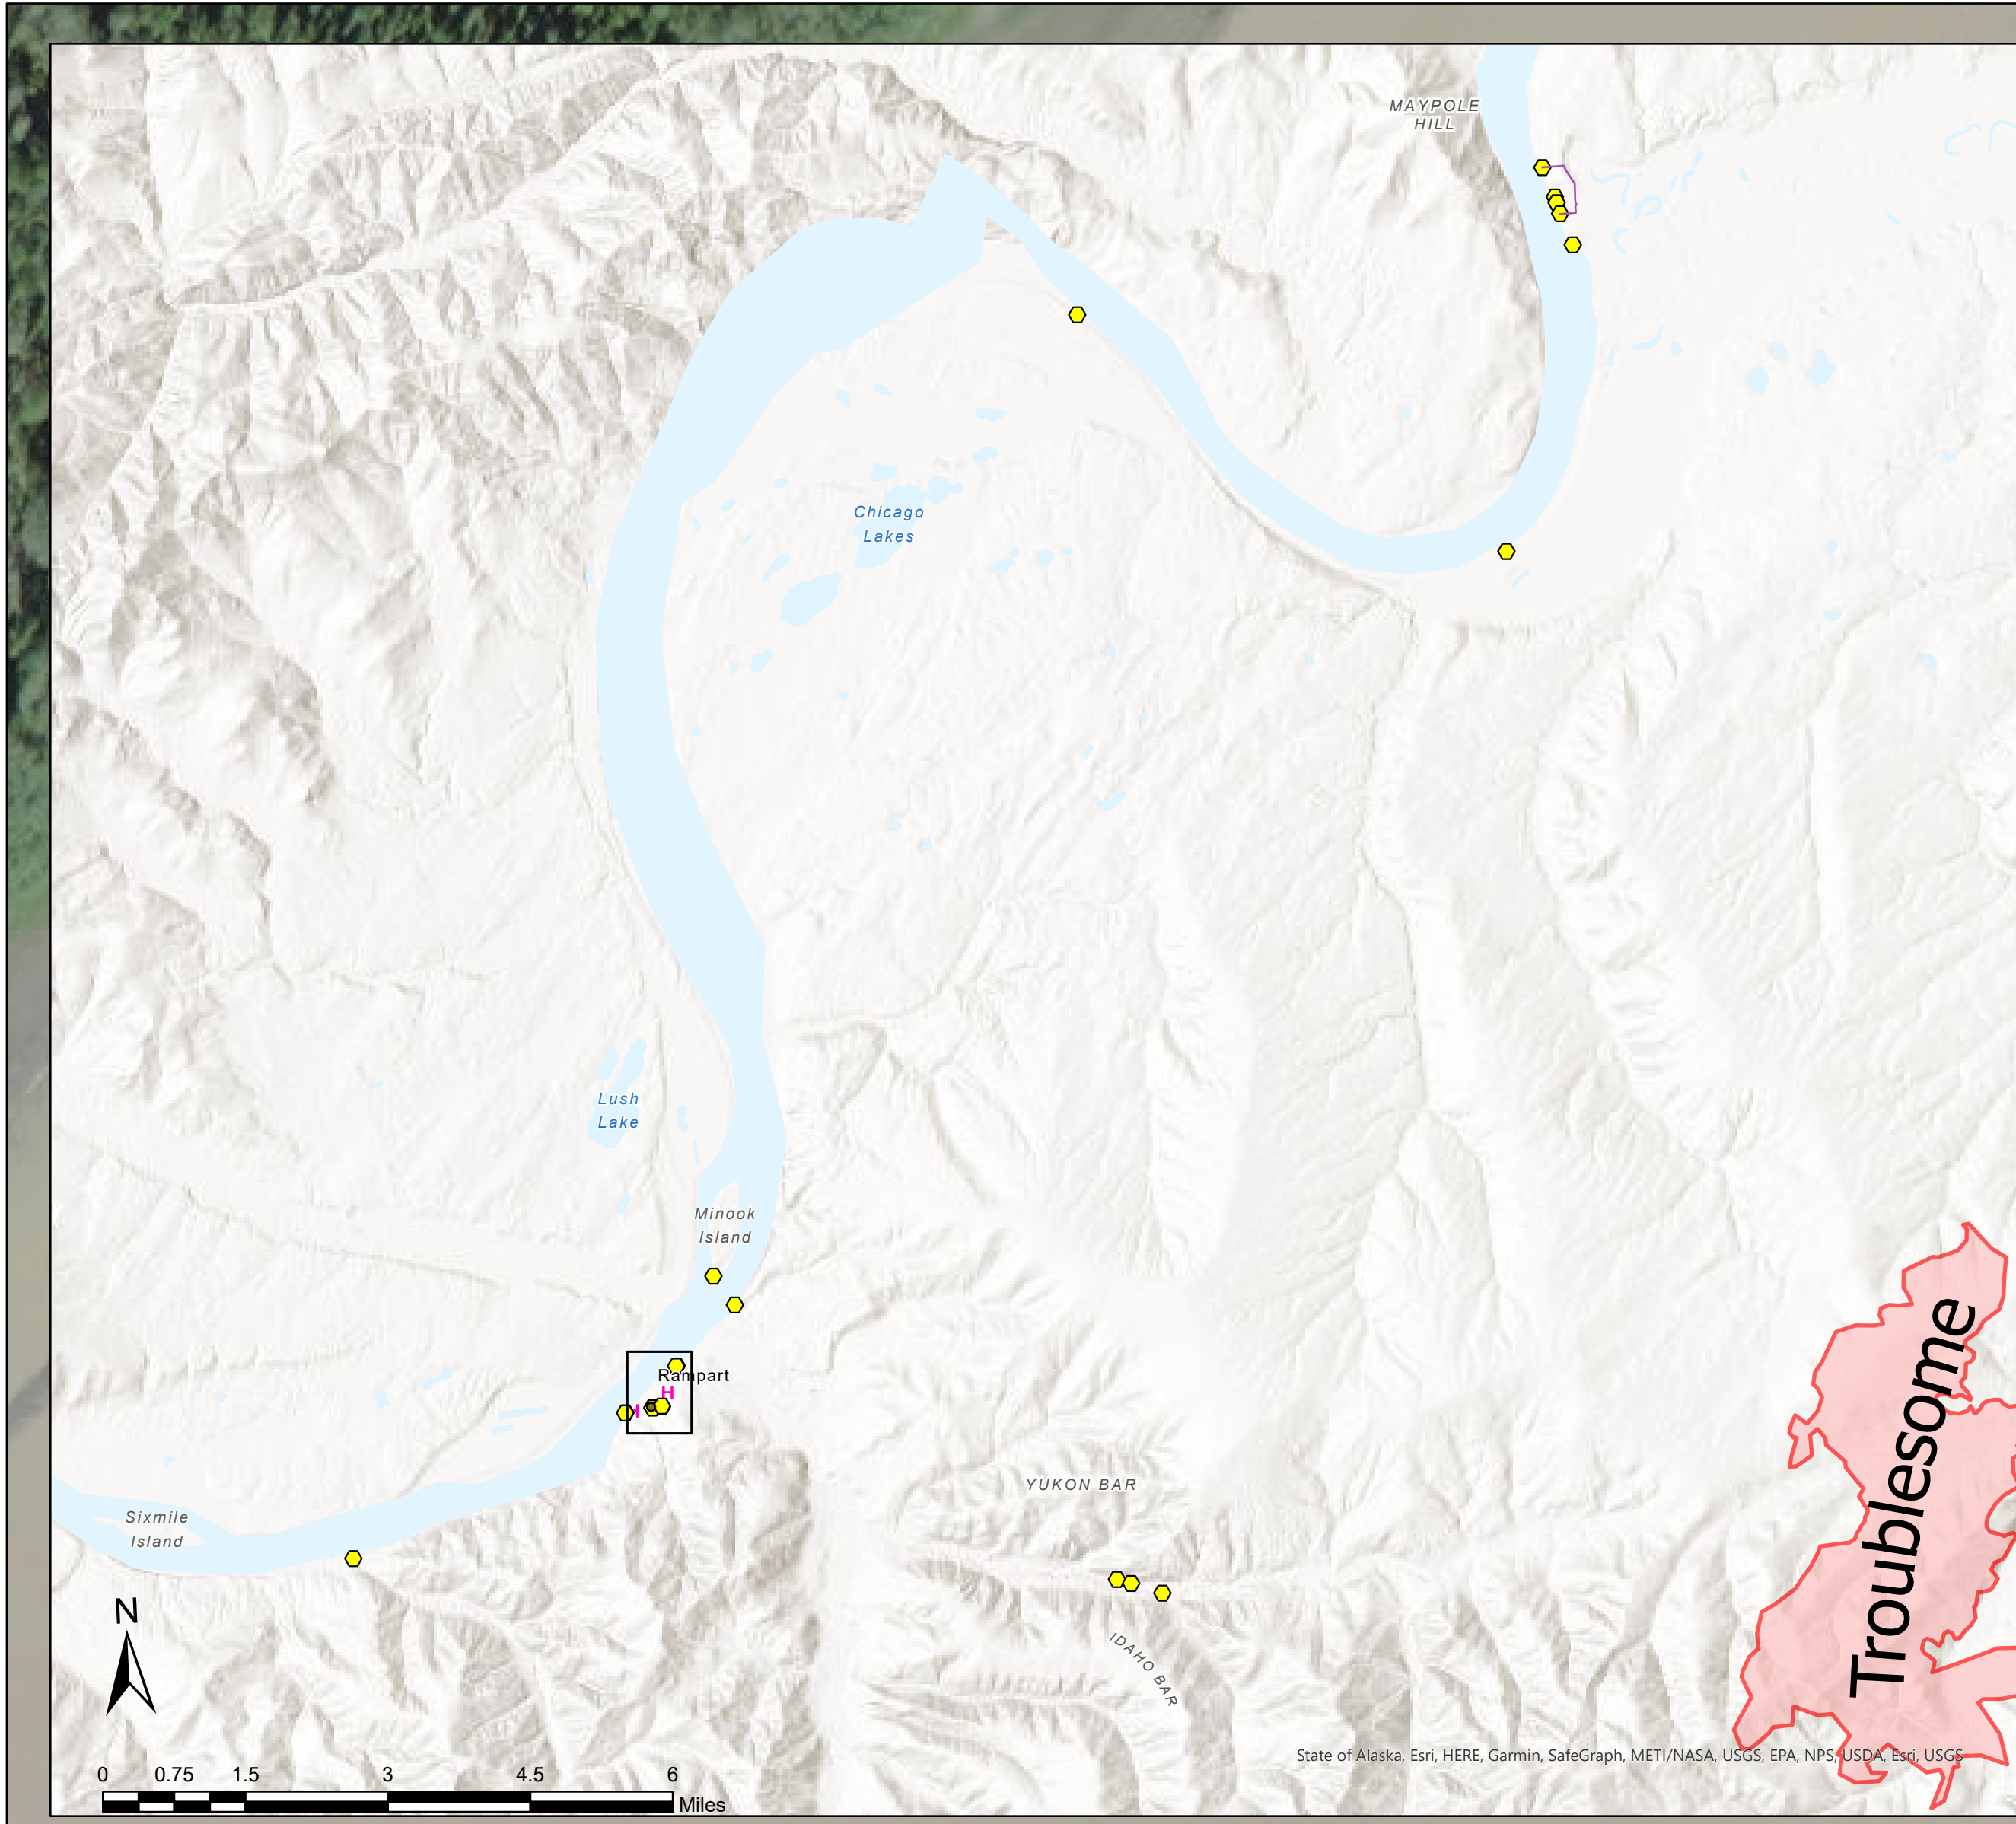 MAYPOLE
HILL
Chicago
Lakes
Lush
Lake
Minook
Island
Rampart
H
H
YUKON BAR
Sixmile
Island
IDAHO BAR
Troublesome
N
State of Alaska, Esri, HERE, Garmin, SafeGraph, METI/NASA, USGS, EPA, NPS, USDA, Esri, USGS
0 0.75 1.5 3 4.5 6
Miles